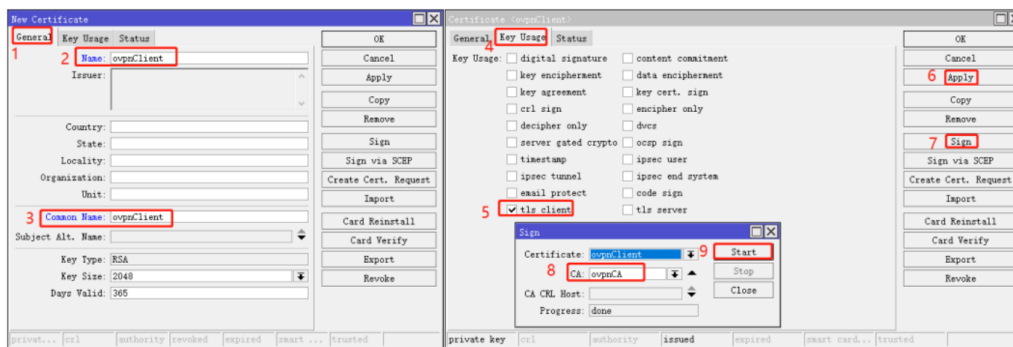 New Certificate
General Key Usage Status
1
2 Name: ovpnClient
Issuer:
Country:
State:
Locality:
Organization:
Unit:
3 Common Name: ovpnClient
Subject Alt. Name:
Key Type: RSA
Key Size: 2048
Days Valid: 365
OK
Cancel
Apply
Copy
Remove
Sign
Sign via SCEP
Create Cert. Request
Import
Card Reinstall
Card Verify
Export
Revoke
privat... crl authority revoked expired smart ... trusted
Certificate <ovpnClient>
General Key Usage Status
4
Key Usage: digital signature content commitment
key encipherment data encipherment
key agreement key cert. sign
crl sign encipher only
decipher only dvcs
server gated crypto ocsp sign
timestamp ipsec user
ipsec tunnel ipsec end system
email protect code sign
5 tls client tls server
OK
Cancel
6 Apply
Copy
Remove
7 Sign
Sign via SCEP
Create Cert. Request
Import
Card Reinstall
Card Verify
Export
Revoke
Sign
Certificate: ovpnClient
8 CA: ovpnCA
CA CRL Host:
Progress: done
9 Start
Stop
Close
private key crl authority issued expired smart card... trusted